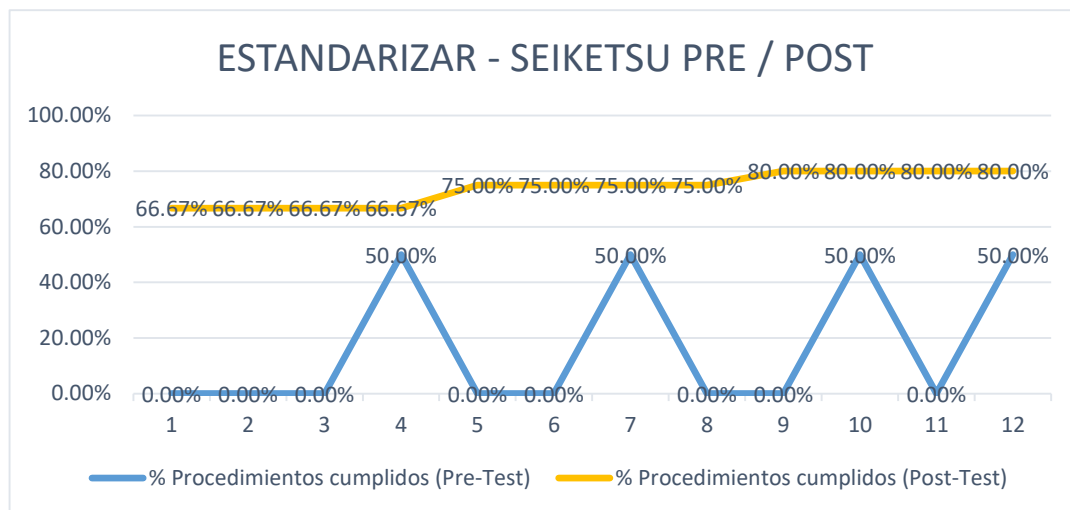 ESTANDARIZAR - SEIKETSU PRE / POST
100.00%
80.00%
75.00% 75.00% 75.00% 75.00% 80.00% 80.00% 80.00% 80.00%
66.67% 66.67% 66.67% 66.67%
60.00%
50.00% 50.00% 50.00% 50.00%
40.00%
20.00%
0.00% 0.00% 0.00% 0.00% 0.00% 0.00% 0.00% 0.00% 0.00%
1 2 3 4 5 6 7 8 9 10 11 12
% Procedimientos cumplidos (Pre-Test) % Procedimientos cumplidos (Post-Test)